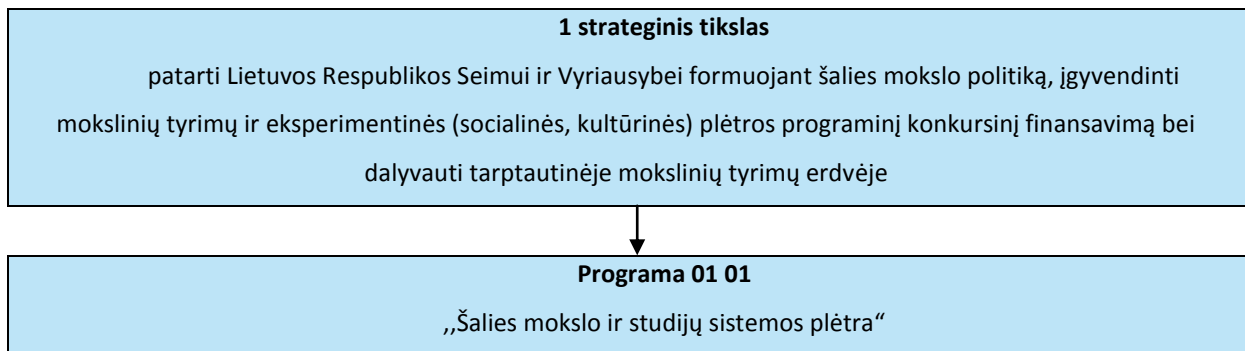 1 strateginis tikslas
patarti Lietuvos Respublikos Seimui ir Vyriausybei formuojant šalies mokslo politiką, įgyvendinti
mokslinių tyrimų ir eksperimentinės (socialinės, kultūrinės) plėtros programinį konkursinį finansavimą bei
dalyvauti tarptautinėje mokslinių tyrimų erdvėje
Programa 01 01
,,Šalies mokslo ir studijų sistemos plėtra“